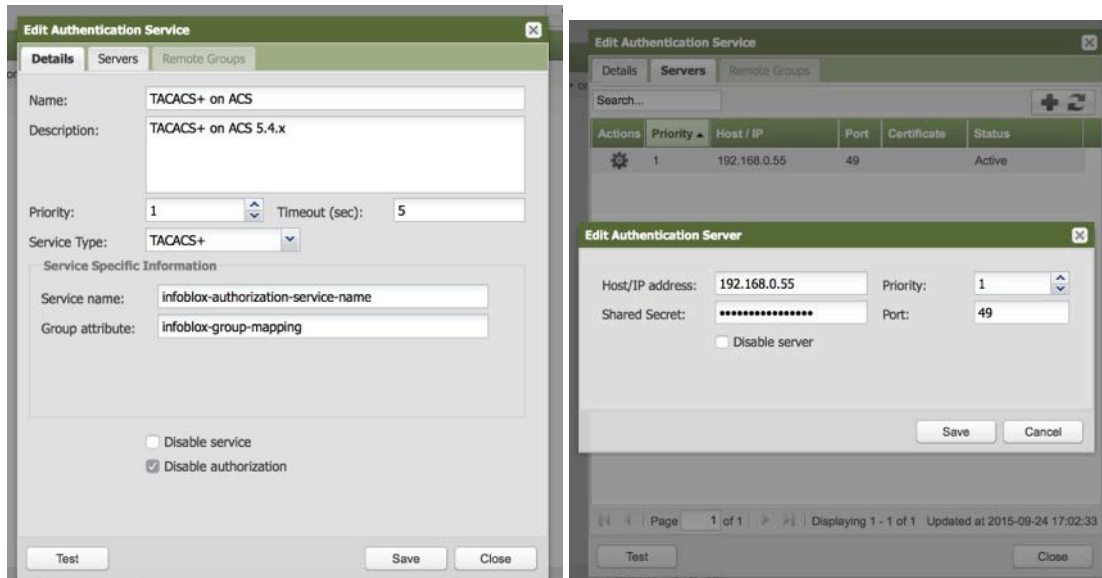 Edit Authentication Service
Details Servers Remote Groups
Name: TACACS+ on ACS
Description: TACACS+ on ACS 5.4.x
Priority: 1 Timeout (sec): 5
Service Type: TACACS+
Service Specific Information
Service name: infoblox-authorization-service-name
Group attribute: infoblox-group-mapping
Disable service
Disable authorization
Test Save Close
Edit Authentication Service
Details Servers Remote Groups
Search...
Actions Priority Host / IP Port Certificate Status
1 192.168.0.55 49 Active
Edit Authentication Server
Host/IP address: 192.168.0.55 Priority: 1
Shared Secret: •••••••••••••••• Port: 49
Disable server
Save Cancel
Page 1 of 1 Displaying 1 - 1 of 1 Updated at 2015-09-24 17:02:33
Test Close